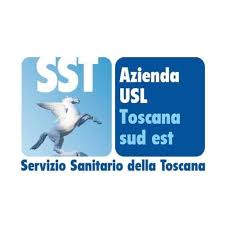 SST
Azienda
USL
Toscana
sud est
Servizio Sanitario della Toscana